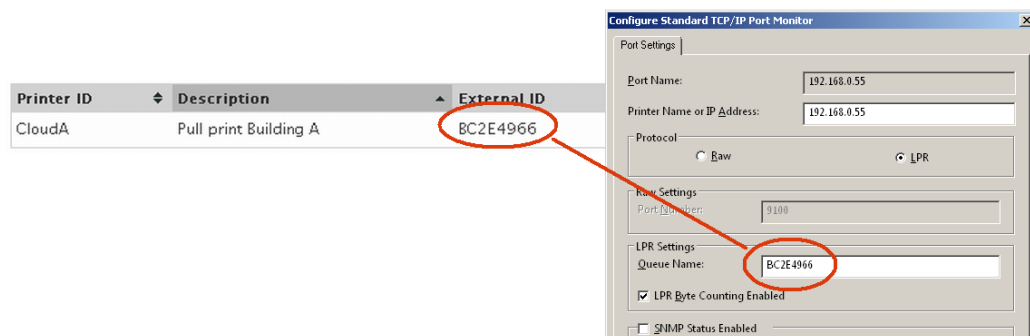 Configure Standard TCP/IP Port Monitor
Port Settings
Port Name: 192.168.0.55
Printer Name or IP Address: 192.168.0.55
Protocol
Raw LPR
Raw Settings
Port Number: 9100
LPR Settings
Queue Name: BC2E4966
LPR Byte Counting Enabled
SNMP Status Enabled
Printer ID Description External ID
CloudA Pull print Building A BC2E4966